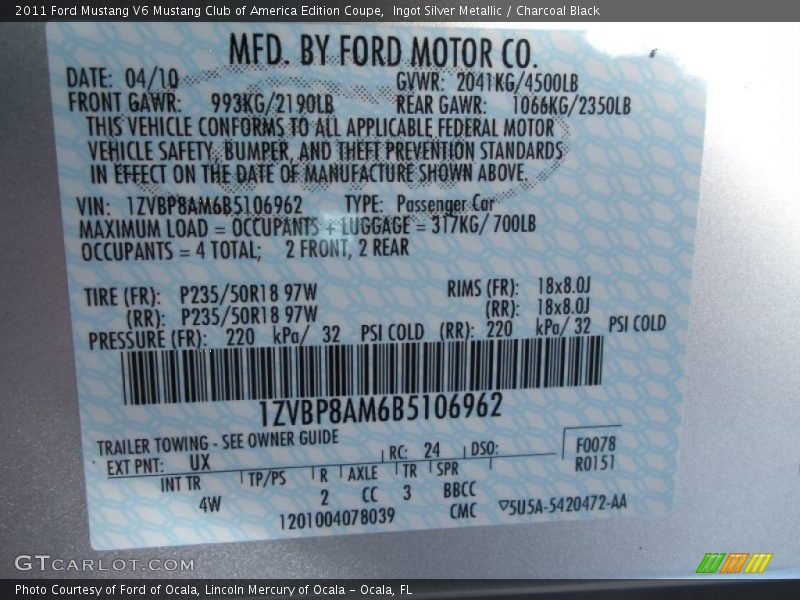 2011 Ford Mustang V6 Mustang Club of America Edition Coupe,  Ingot Silver Metallic / Charcoal Black
MFD. BY FORD MOTOR CO.
DATE: 04/10 GVWR: 2041KG/4500LB
FRONT GAWR: 993KG/2190LB REAR GAWR: 1066KG/2350LB
THIS VEHICLE CONFORMS TO ALL APPLICABLE FEDERAL MOTOR
VEHICLE SAFETY, BUMPER, AND THEFT PREVENTION STANDARDS
IN EFFECT ON THE DATE OF MANUFACTURE SHOWN ABOVE.
VIN: 1ZVBP8AM6B5106962 TYPE: Passenger Car
MAXIMUM LOAD = OCCUPANTS + LUGGAGE = 317KG/ 700LB
OCCUPANTS = 4 TOTAL; 2 FRONT, 2 REAR
TIRE (FR): P235/50R18 97W RIMS (FR): 18x8.0J
(RR): P235/50R18 97W (RR): 18x8.0J
PRESSURE (FR): 220 kPa/ 32 PSI COLD (RR): 220 kPa/ 32 PSI COLD
1ZVBP8AM6B5106962
TRAILER TOWING - SEE OWNER GUIDE
EXT PNT: UX RC: 24 DSO: F0078
R0151
INT TR TP/PS R AXLE TR SPR
4W 2 CC 3 BBCC
1201004078039 CMC ▽5U5A-5420472-AA
GTCARLOT.COM
Photo Courtesy of Ford of Ocala, Lincoln Mercury of Ocala – Ocala, FL